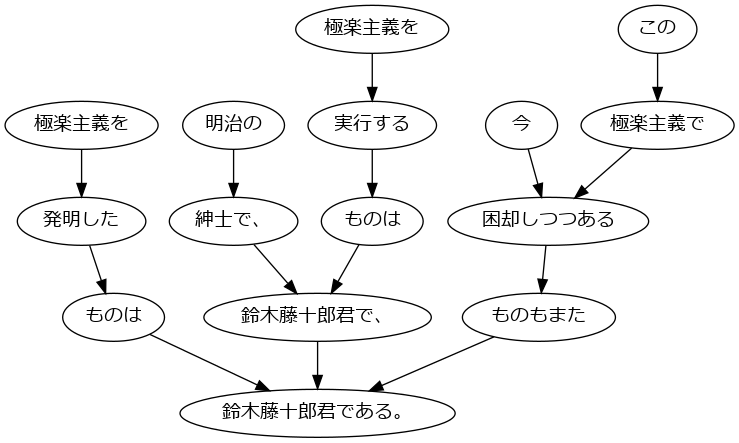 極楽主義を
この
極楽主義を
明治の
実行する
今
極楽主義で
発明した
紳士で、
ものは
困却しつつある
ものは
鈴木藤十郎君で、
ものもまた
鈴木藤十郎君である。